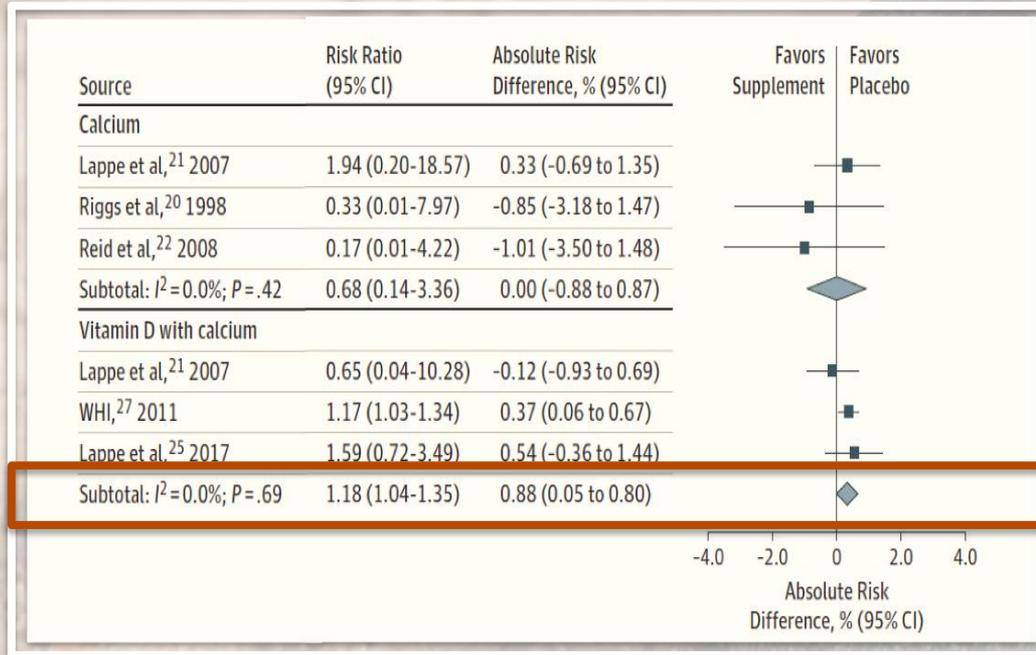 Source Risk Ratio (95% CI) Absolute Risk Difference, % (95% CI) Favors Supplement Favors Placebo
Calcium
Lappe et al,21 2007 1.94 (0.20-18.57) 0.33 (-0.69 to 1.35)
Riggs et al,20 1998 0.33 (0.01-7.97) -0.85 (-3.18 to 1.47)
Reid et al,22 2008 0.17 (0.01-4.22) -1.01 (-3.50 to 1.48)
Subtotal: I2=0.0%; P=.42 0.68 (0.14-3.36) 0.00 (-0.88 to 0.87)
Vitamin D with calcium
Lappe et al,21 2007 0.65 (0.04-10.28) -0.12 (-0.93 to 0.69)
WHI,27 2011 1.17 (1.03-1.34) 0.37 (0.06 to 0.67)
Lappe et al,25 2017 1.59 (0.72-3.49) 0.54 (-0.36 to 1.44)
Subtotal: I2=0.0%; P=.69 1.18 (1.04-1.35) 0.88 (0.05 to 0.80)
-4.0 -2.0 0 2.0 4.0
Absolute Risk
Difference, % (95% CI)